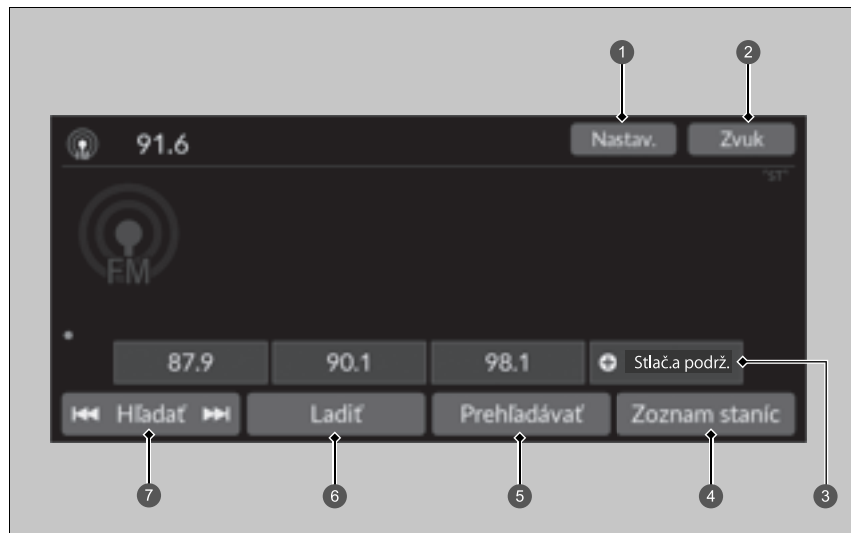 1 2
91.6 Nastav. Zvuk
"ST"
FM
87.9 90.1 98.1 Stlač.a podrž.
Hľadať Ladiť Prehľadávať Zoznam staníc
7 6 5 4 3